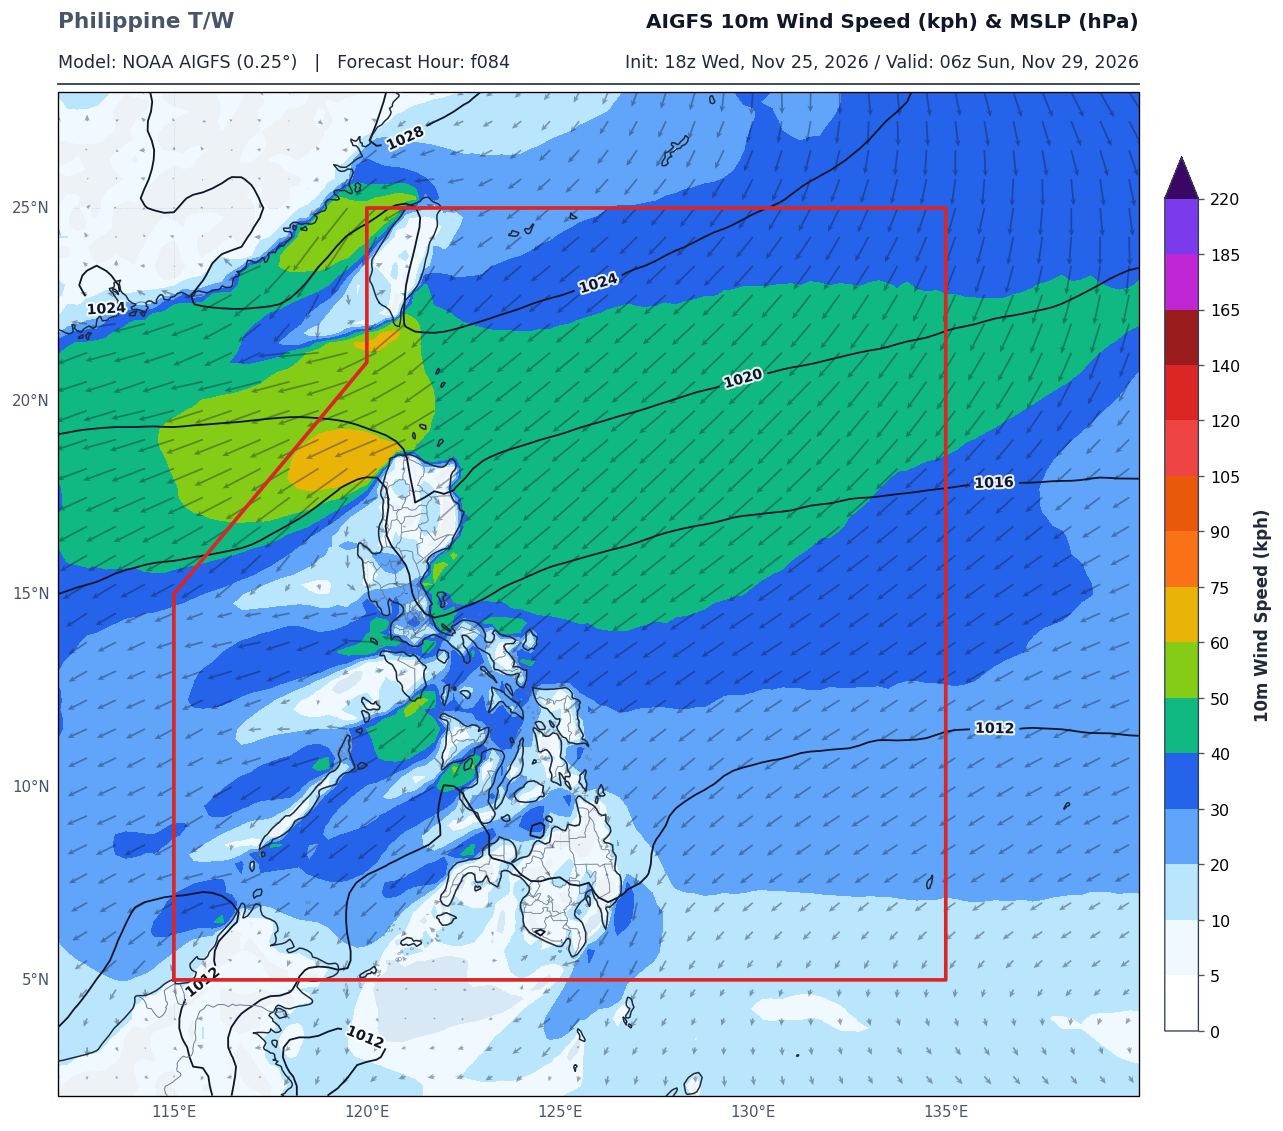 Philippine T/W
AIGFS 10m Wind Speed (kph) & MSLP (hPa)
Model: NOAA AIGFS (0.25°)   |   Forecast Hour: f084
Init: 18z Wed, Nov 25, 2026 / Valid: 06z Sun, Nov 29, 2026
1028
25°N
1024
1024
1020
20°N
1016
15°N
1012
10°N
5°N
1012
1012
115°E
120°E
125°E
130°E
135°E
220
185
165
140
120
105
90
75
60
50
40
30
20
10
5
0
10m Wind Speed (kph)